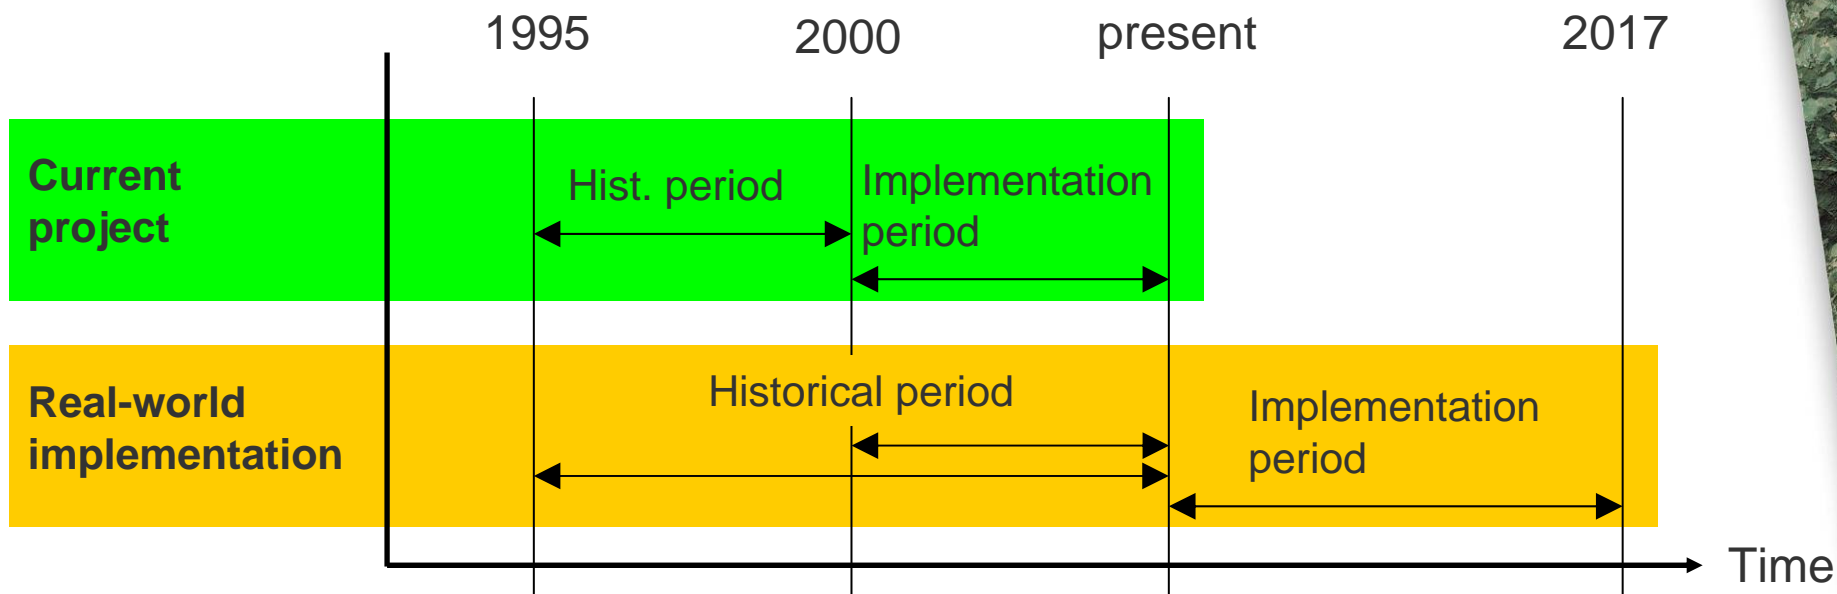 1995
2000
present
2017
Current
project
Hist. period
Implementation
period
Real-world
implementation
Historical period
Implementation
period
Time